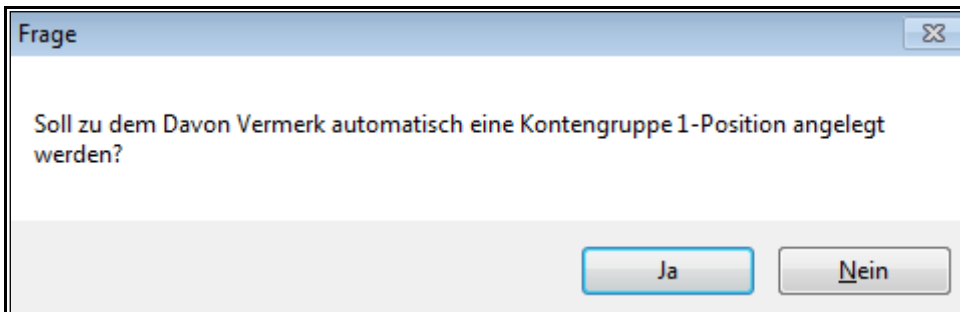 Frage
Soll zu dem Davon Vermerk automatisch eine Kontengruppe 1-Position angelegt
werden?
Ja
Nein